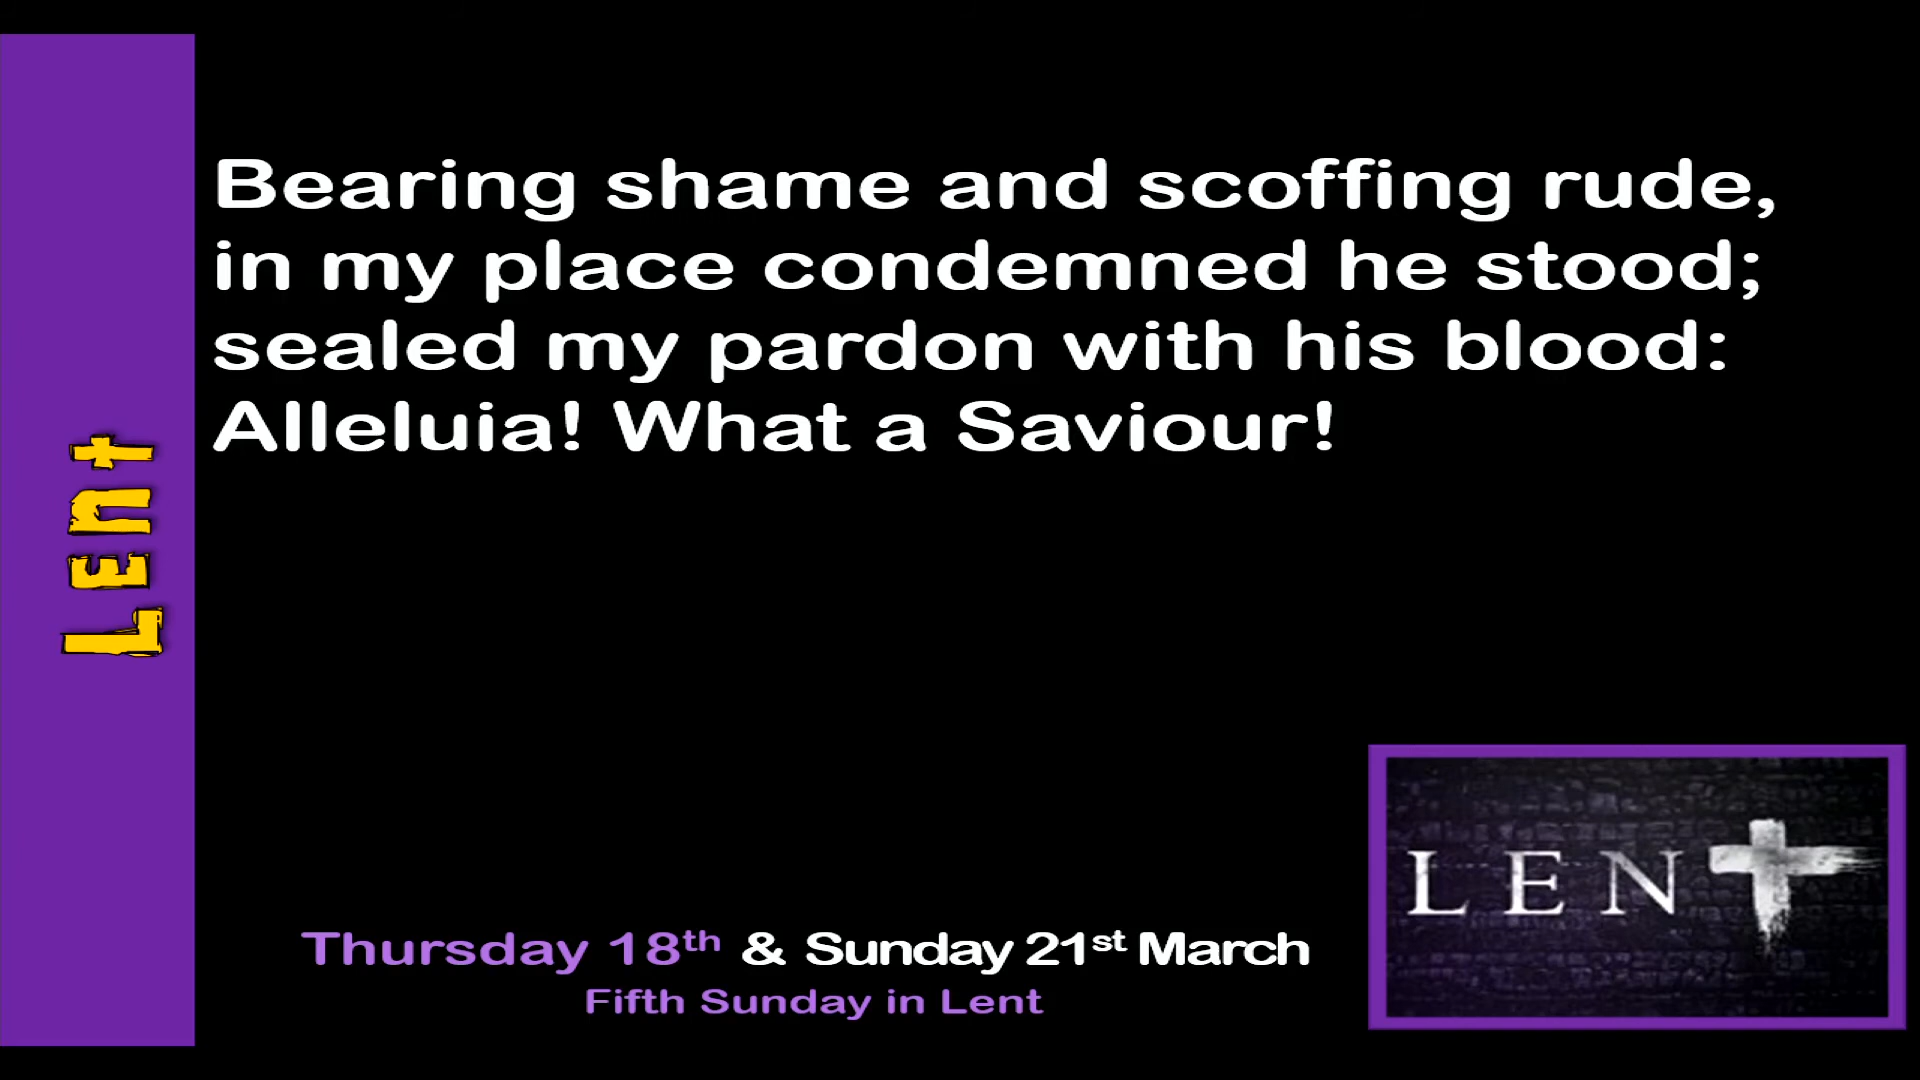 Lent
Bearing shame and scoffing rude,
in my place condemned he stood;
sealed my pardon with his blood:
Alleluia! What a Saviour!
Thursday 18th & Sunday 21st March
Fifth Sunday in Lent
LENT